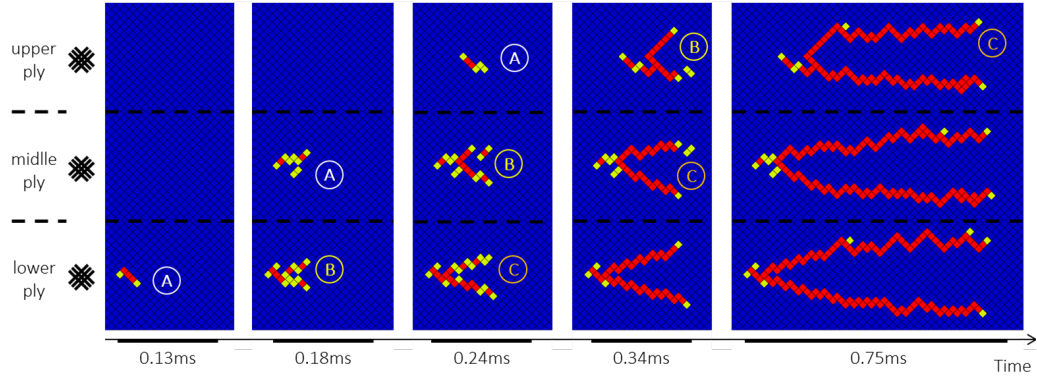 upper
ply
A
B
C
midlle
ply
A
B
C
lower
ply
A
B
C
0.13ms
0.18ms
0.24ms
0.34ms
0.75ms
Time